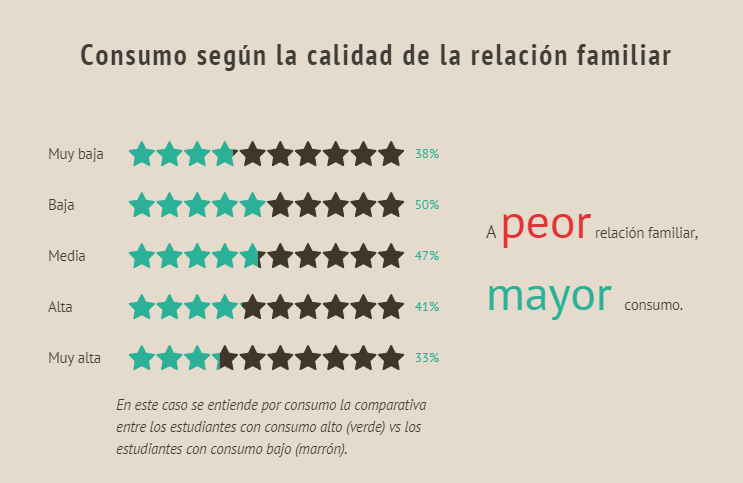 Consumo según la calidad de la relación familiar
Muy baja 38%
Baja 50%
Media 47%
Alta 41%
Muy alta 33%
A peor relación familiar,
mayor consumo.
En este caso se entiende por consumo la comparativa
entre los estudiantes con consumo alto (verde) vs los
estudiantes con consumo bajo (marrón).